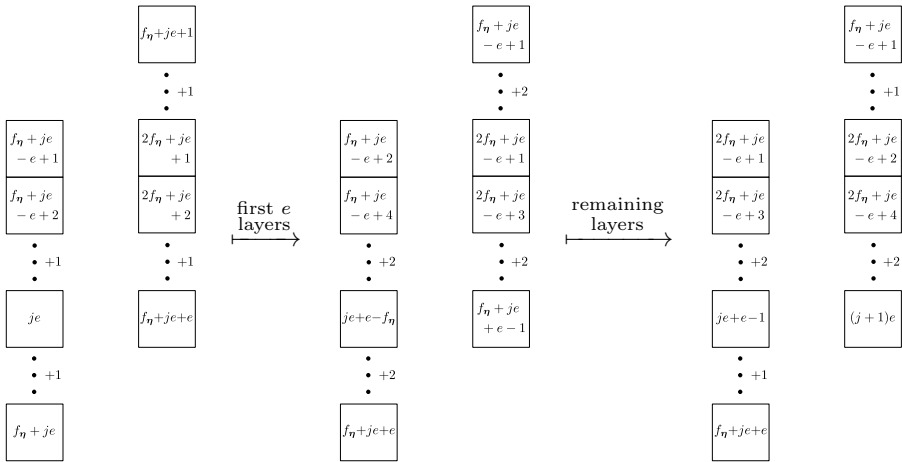 f_η+je+1
+1
f_η + je
− e + 1
f_η + je
− e + 2
+1
je
+1
f_η + je
2f_η + je
+ 1
2f_η + je
+ 2
+1
f_η+je+e
first e
layers
f_η + je
− e + 1
+2
f_η + je
− e + 2
f_η + je
− e + 4
+2
je+e−f_η
+2
f_η+je+e
2f_η + je
− e + 1
2f_η + je
− e + 3
+2
f_η + je
+ e − 1
remaining
layers
f_η + je
− e + 1
+1
2f_η + je
− e + 1
2f_η + je
− e + 3
+2
je+e−1
+1
f_η+je+e
2f_η + je
− e + 2
2f_η + je
− e + 4
+2
(j + 1)e